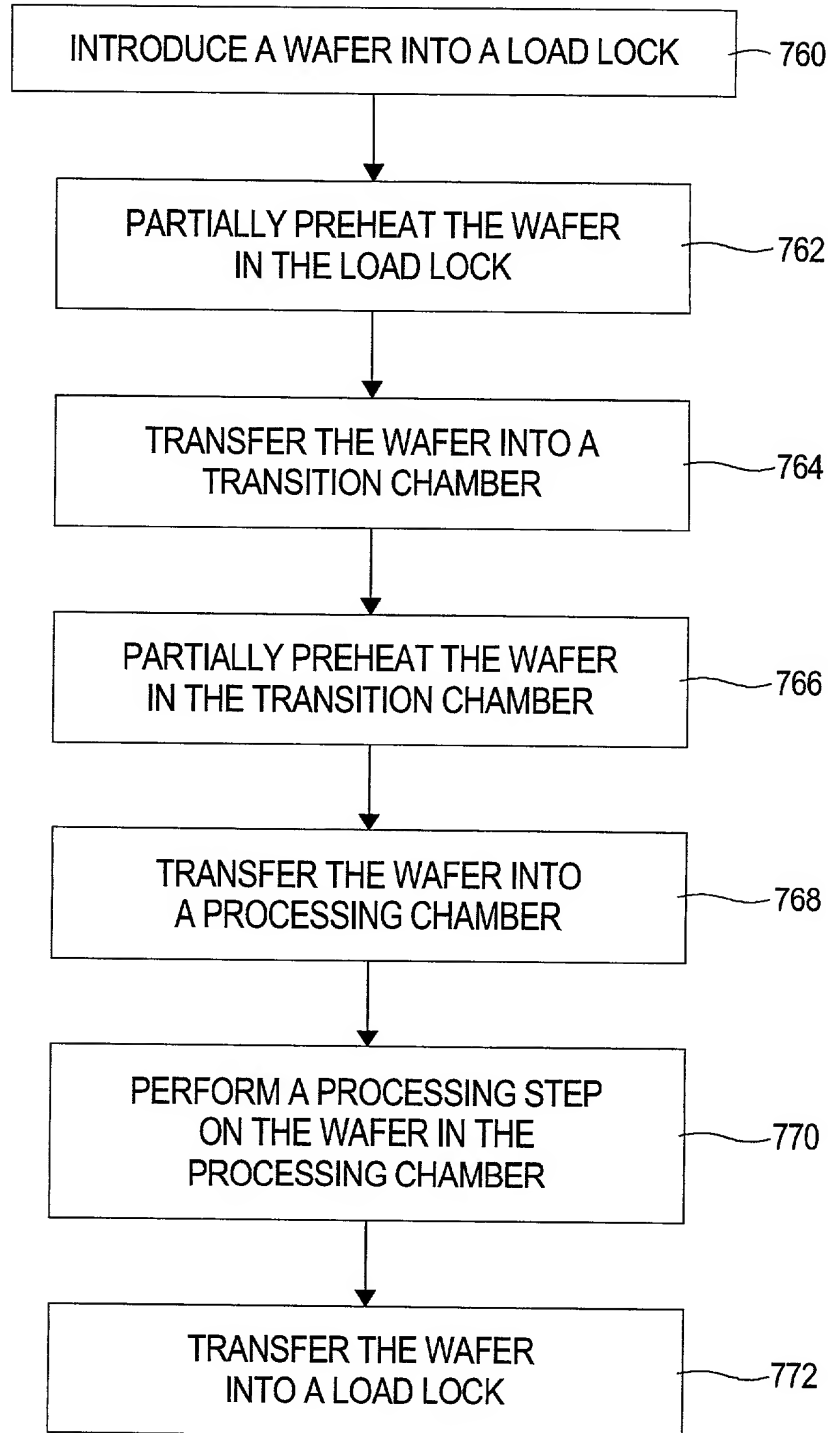 INTRODUCE A WAFER INTO A LOAD LOCK
760
PARTIALLY PREHEAT THE WAFER
IN THE LOAD LOCK
762
TRANSFER THE WAFER INTO A
TRANSITION CHAMBER
764
PARTIALLY PREHEAT THE WAFER
IN THE TRANSITION CHAMBER
766
TRANSFER THE WAFER INTO
A PROCESSING CHAMBER
768
PERFORM A PROCESSING STEP
ON THE WAFER IN THE
PROCESSING CHAMBER
770
TRANSFER THE WAFER
INTO A LOAD LOCK
772